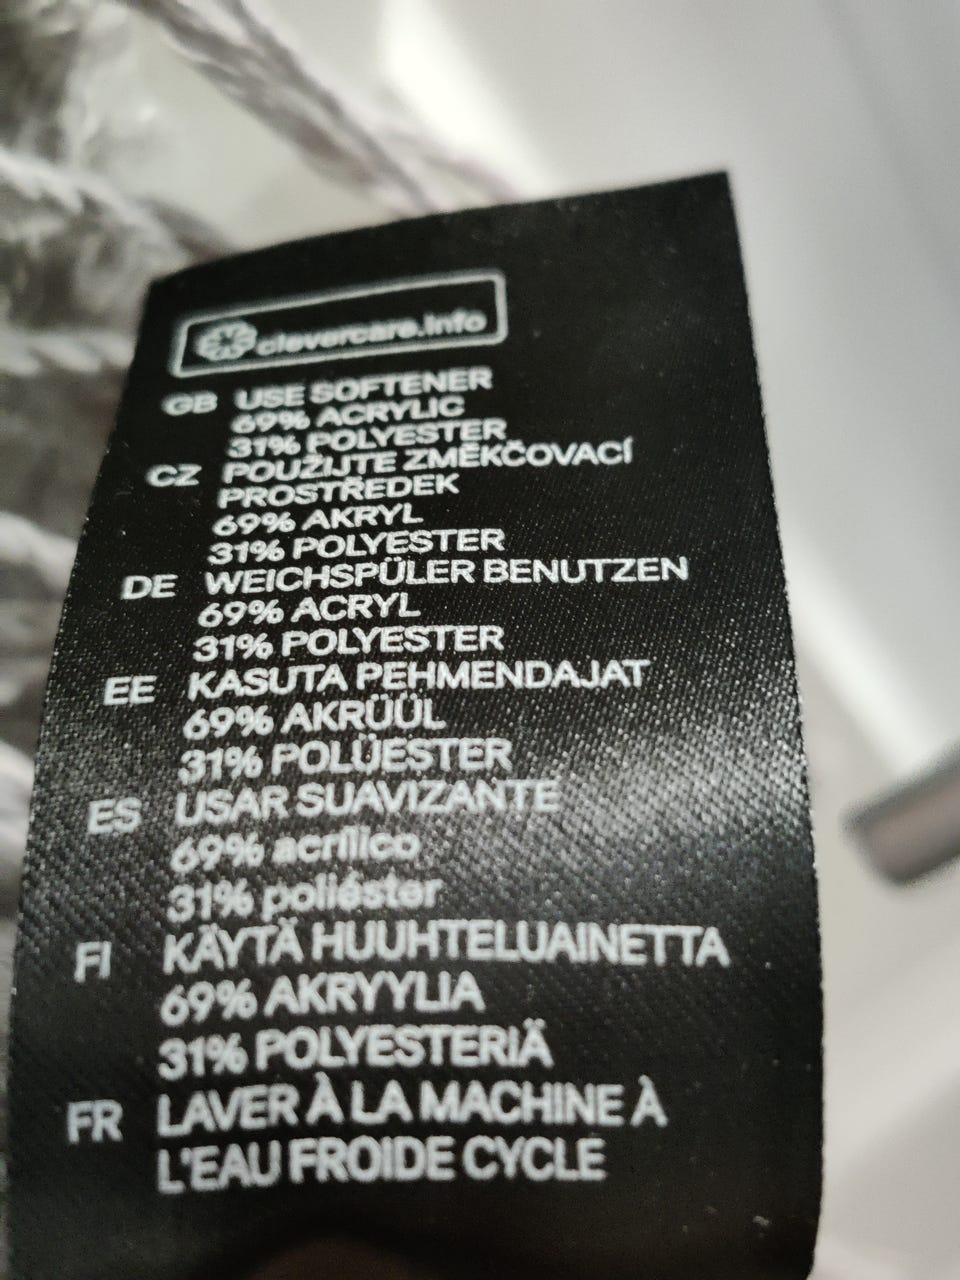 clevercare.info
GB USE SOFTENER
69% ACRYLIC
31% POLYESTER
CZ POUŽIJTE ZMĚKČOVACÍ
PROSTŘEDEK
69% AKRYL
31% POLYESTER
DE WEICHSPÜLER BENUTZEN
69% ACRYL
31% POLYESTER
EE KASUTA PEHMENDAJAT
69% AKRÜÜL
31% POLÜESTER
ES USAR SUAVIZANTE
69% acrílico
31% poliéster
FI KÄYTÄ HUUHTELUAINETTA
69% AKRYYLIA
31% POLYESTERIÄ
FR LAVER À LA MACHINE À
L'EAU FROIDE CYCLE